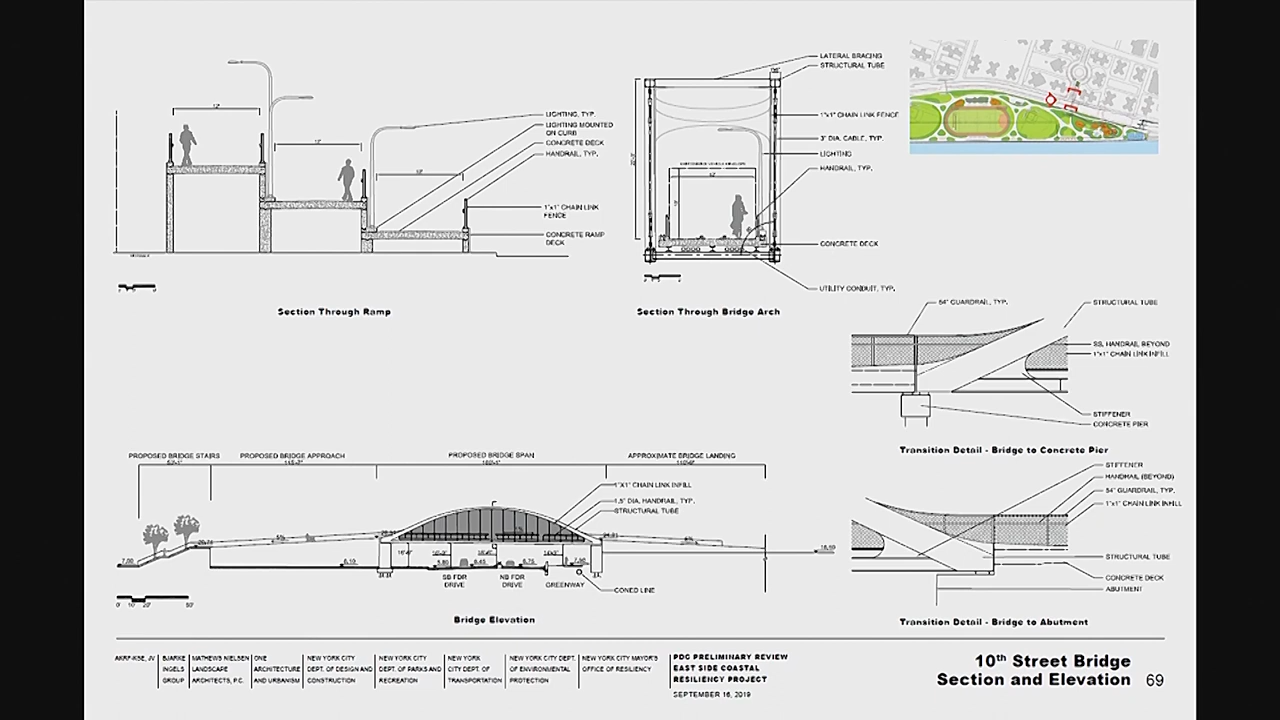 LIGHTING, TYP.
LIGHTING MOUNTED
ON CURB
CONCRETE DECK
HANDRAIL, TYP.
1"x1" CHAIN LINK
FENCE
CONCRETE RAMP
DECK
12'
12'
12'
Section Through Ramp
LATERAL BRACING
STRUCTURAL TUBE
1"x1" CHAIN LINK FENCE
3" DIA. CABLE, TYP.
LIGHTING
HANDRAIL, TYP.
CONCRETE DECK
UTILITY CONDUIT, TYP.
Section Through Bridge Arch
54" GUARDRAIL, TYP.
STRUCTURAL TUBE
SS. HANDRAIL BEYOND
1"x1" CHAIN LINK INFILL
STIFFENER
CONCRETE PIER
Transition Detail - Bridge to Concrete Pier
PROPOSED BRIDGE STAIRS
PROPOSED BRIDGE APPROACH
PROPOSED BRIDGE SPAN
APPROXIMATE BRIDGE LANDING
1"X1" CHAIN LINK INFILL
1.5" DIA. HANDRAIL, TYP.
STRUCTURAL TUBE
7.00
SB FDR
DRIVE
NB FDR
DRIVE
GREENWAY
CONED LINE
0' 10' 20' 50'
Bridge Elevation
STIFFENER
HANDRAIL (BEYOND)
54" GUARDRAIL, TYP.
1"x1" CHAIN LINK INFILL
STRUCTURAL TUBE
CONCRETE DECK
ABUTMENT
Transition Detail - Bridge to Abutment
AKRF-KSE, JV
BJARKE
INGELS
GROUP
MATHEWS NIELSEN
LANDSCAPE
ARCHITECTS, P.C.
ONE
ARCHITECTURE
AND URBANISM
NEW YORK CITY
DEPT. OF DESIGN AND
CONSTRUCTION
NEW YORK CITY
DEPT. OF PARKS AND
RECREATION
NEW YORK
CITY DEPT. OF
TRANSPORTATION
NEW YORK CITY DEPT.
OF ENVIRONMENTAL
PROTECTION
NEW YORK CITY MAYOR'S
OFFICE OF RESILIENCY
PDC PRELIMINARY REVIEW
EAST SIDE COASTAL
RESILIENCY PROJECT
SEPTEMBER 16, 2019
10th Street Bridge
Section and Elevation 69